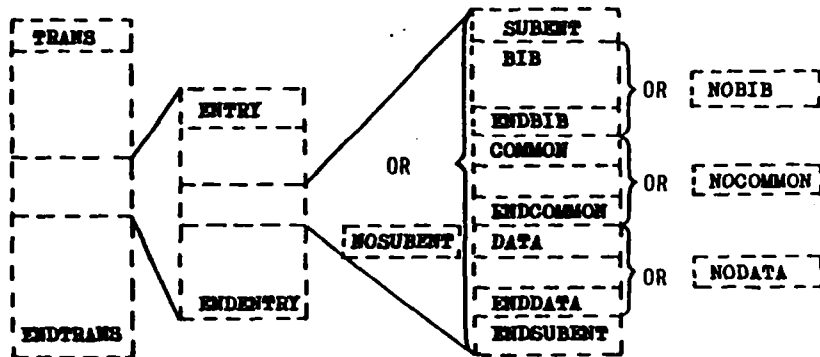 TRANS
ENDTRANS
ENTRY
ENDENTRY
OR
NOSUBENT
SUBENT
BIB
ENDBIB
COMMON
ENDCOMMON
DATA
ENDDATA
ENDSUBENT
OR NOBIB
OR NOCOMMON
OR NODATA